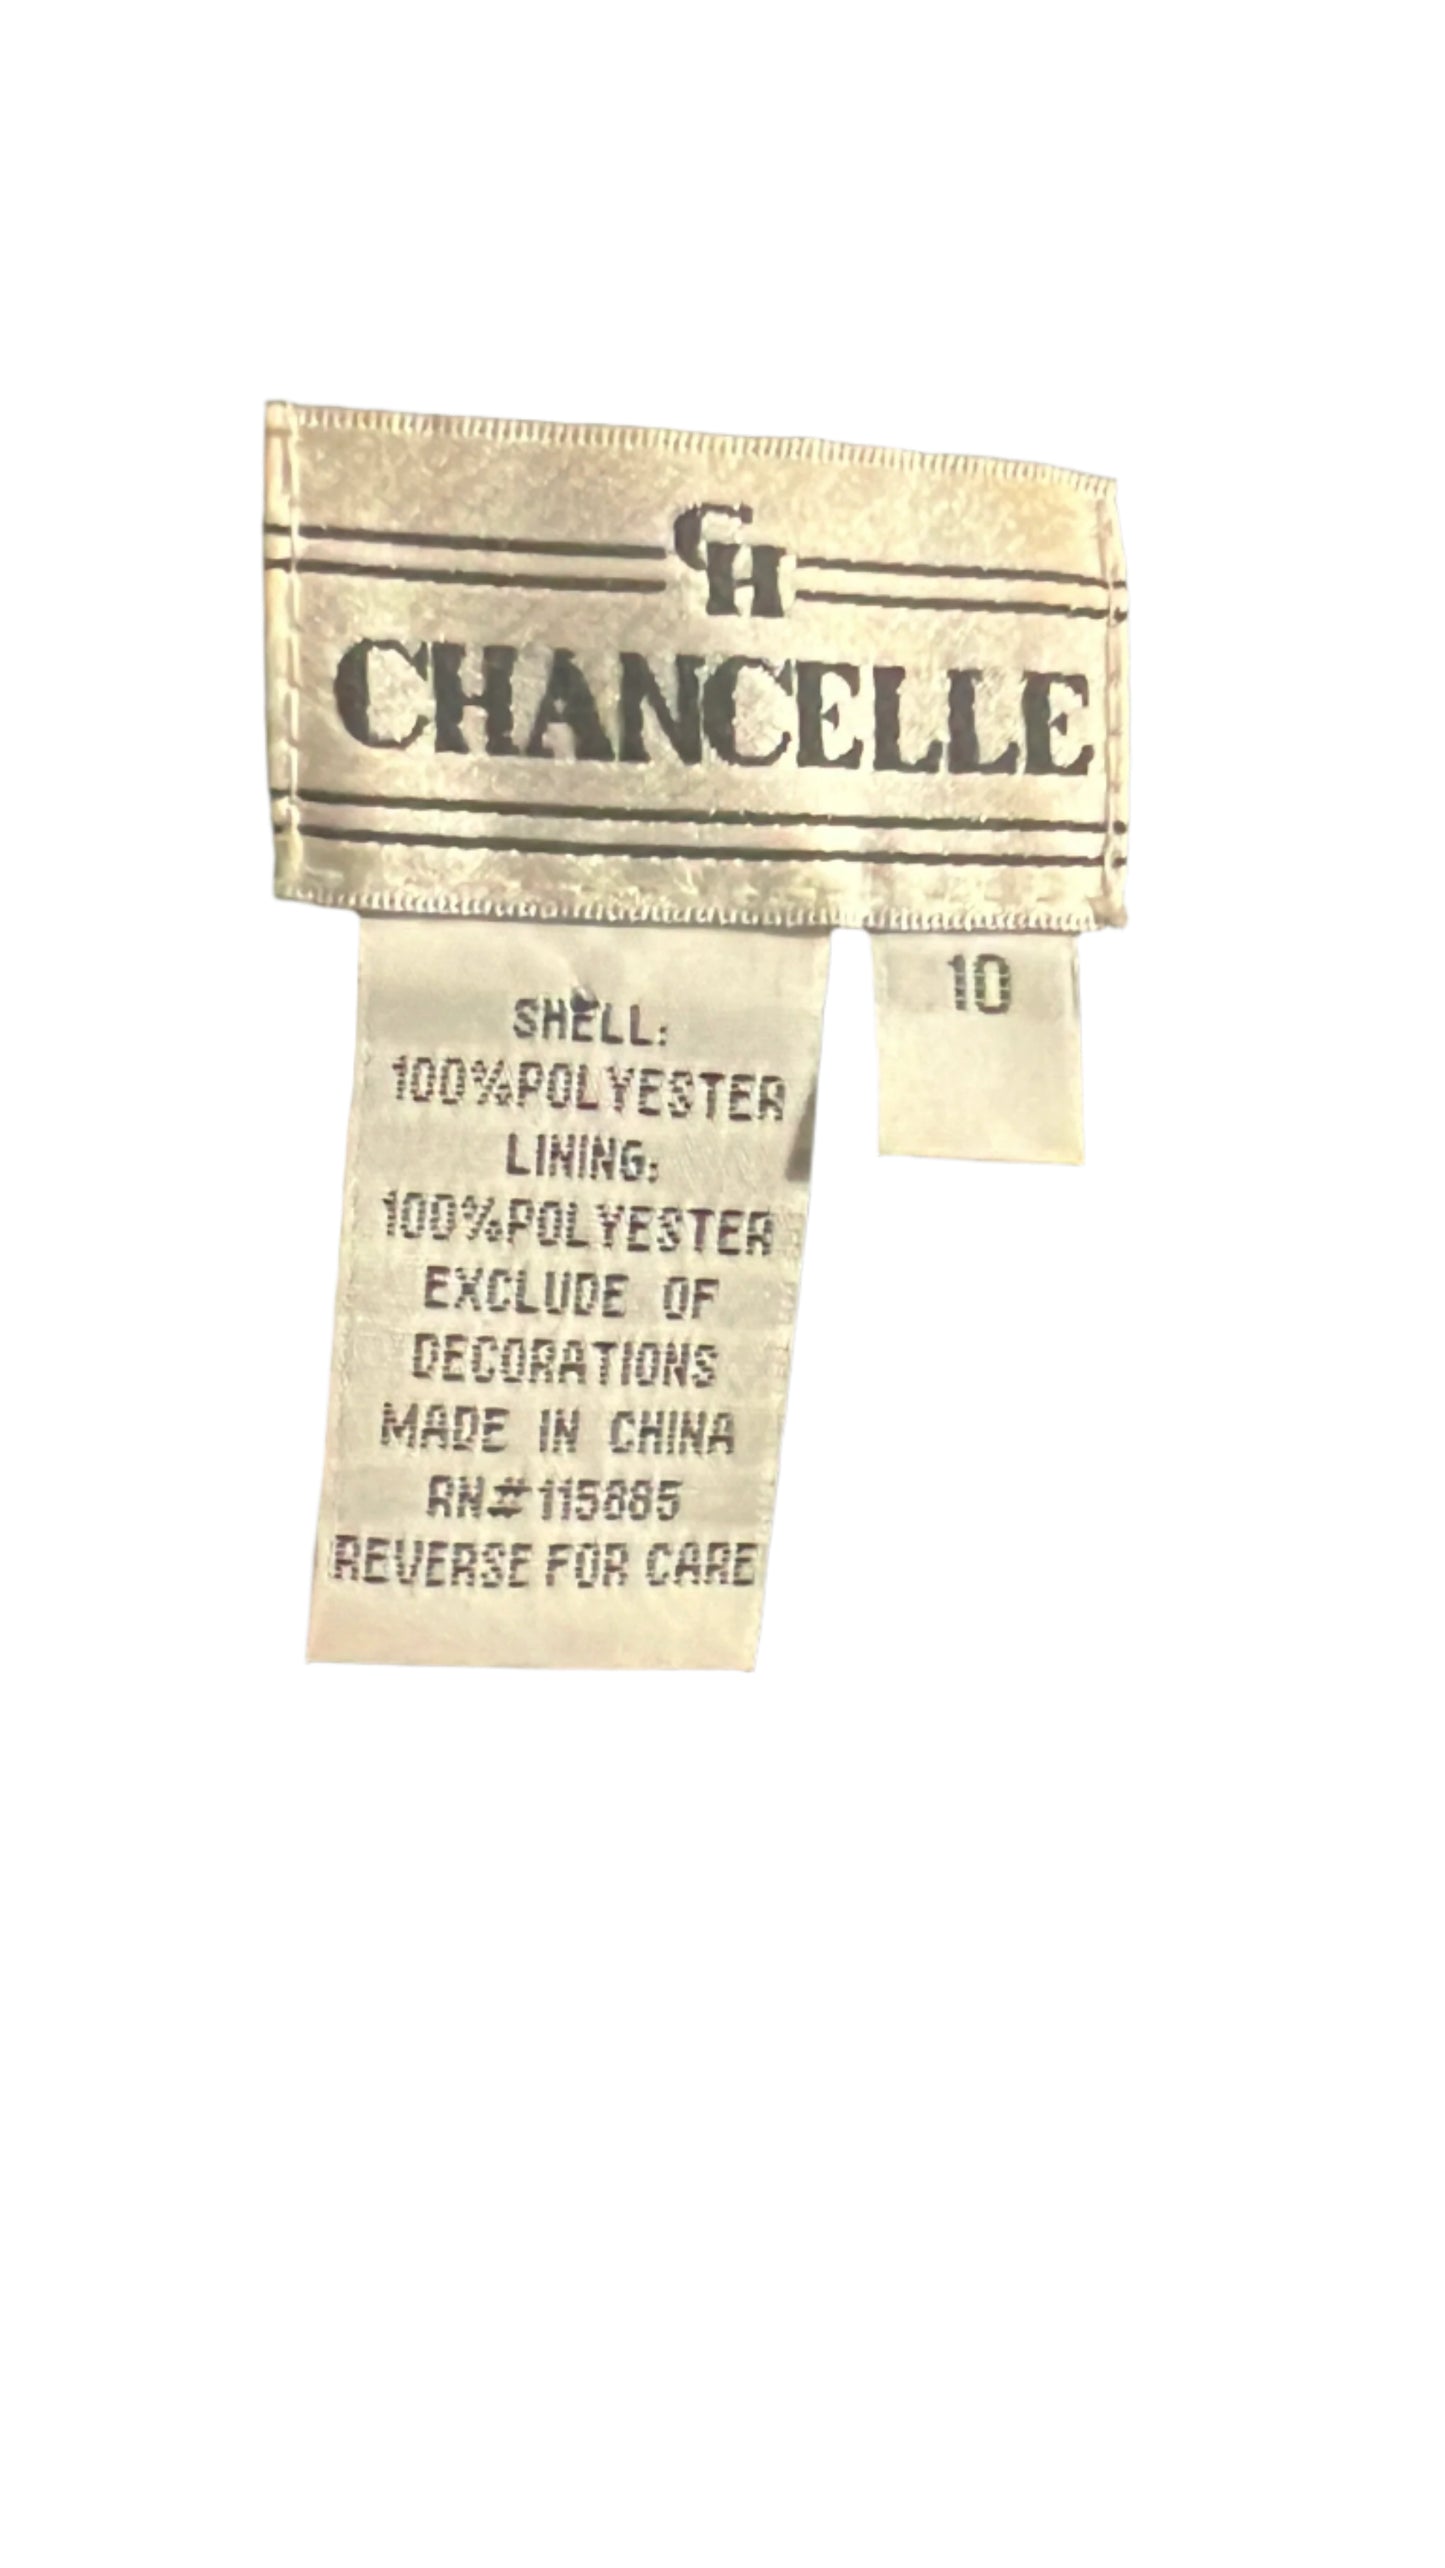 CH
CHANCELLE
10
SHELL:
100%POLYESTER
LINING:
100%POLYESTER
EXCLUDE OF
DECORATIONS
MADE IN CHINA
RN#115885
REVERSE FOR CARE